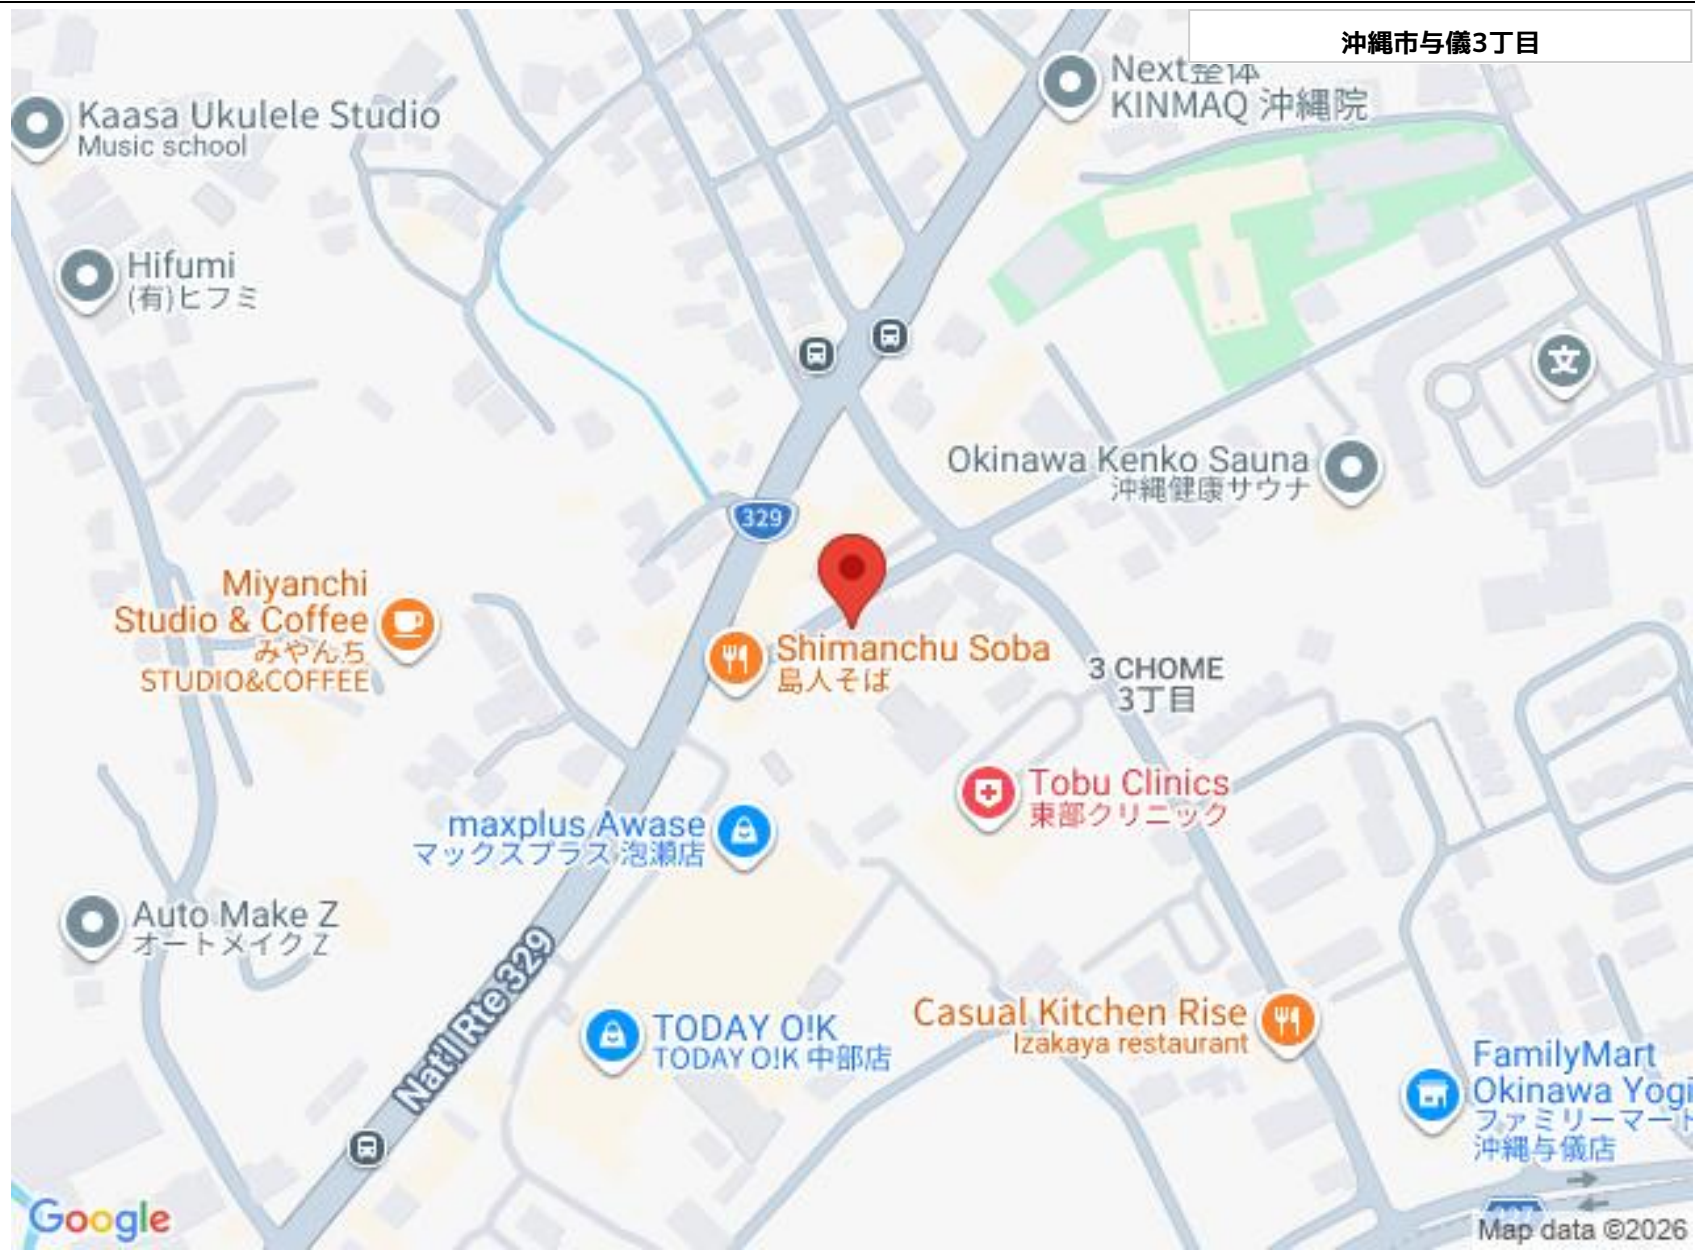 沖縄市与儀3丁目
Next整体
KINMAQ 沖縄院
Kaasa Ukulele Studio
Music school
Hifumi
(有)ヒフミ
Okinawa Kenko Sauna
沖縄健康サウナ
文
329
Miyanchi
Studio & Coffee
みやんち
STUDIO&COFFEE
Shimanchu Soba
島人そば
3 CHOME
3丁目
Tobu Clinics
東部クリニック
maxplus Awase
マックスプラス 泡瀬店
Auto Make Z
オートメイク Z
Nat'l Rte 329
TODAY O!K
TODAY O!K 中部店
Casual Kitchen Rise
Izakaya restaurant
FamilyMart
Okinawa Yogi
ファミリーマート
沖縄与儀店
Google
Map data ©2026